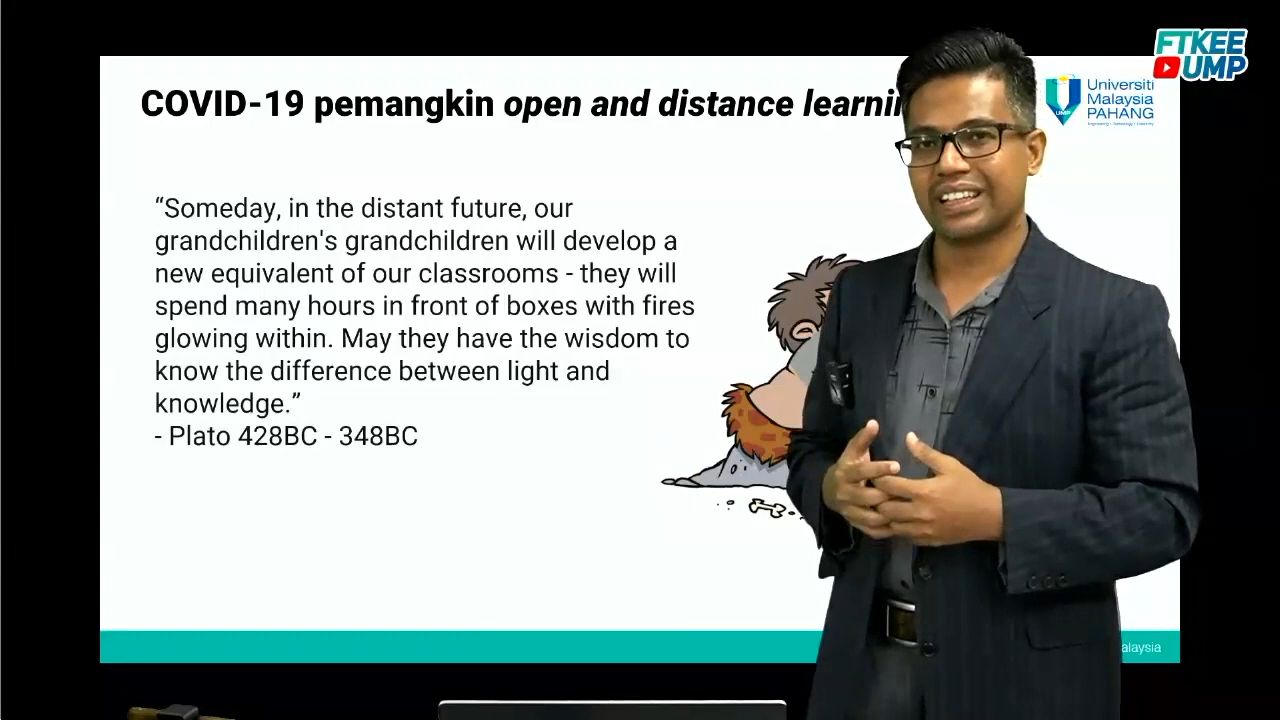 FTKEE
UMP
COVID-19 pemangkin open and distance
Universiti
Malaysia
PAHANG
“Someday, in the distant future, our
grandchildren's grandchildren will develop a
new equivalent of our classrooms - they will
spend many hours in front of boxes with fires
glowing within. May they have the wisdom to
know the difference between light and
knowledge.”
- Plato 428BC - 348BC